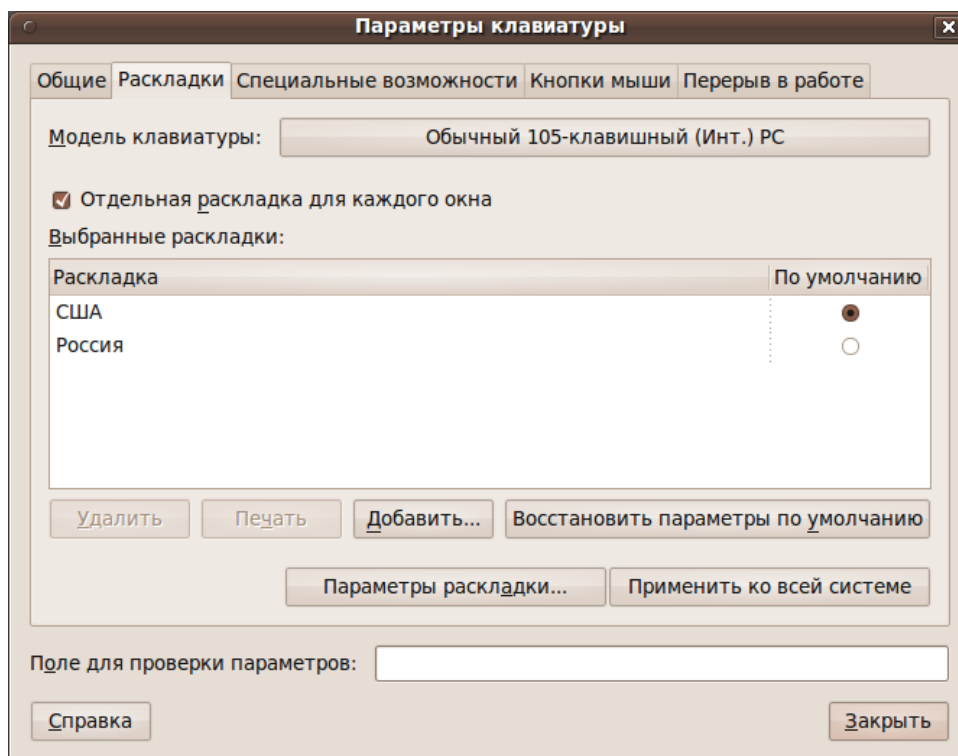 Параметры клавиатуры
Общие Раскладки Специальные возможности Кнопки мыши Перерыв в работе
Модель клавиатуры: Обычный 105-клавишный (Инт.) PC
Отдельная раскладка для каждого окна
Выбранные раскладки:
Раскладка По умолчанию
США
Россия
Удалить Печать Добавить... Восстановить параметры по умолчанию
Параметры раскладки... Применить ко всей системе
Поле для проверки параметров:
Справка Закрыть